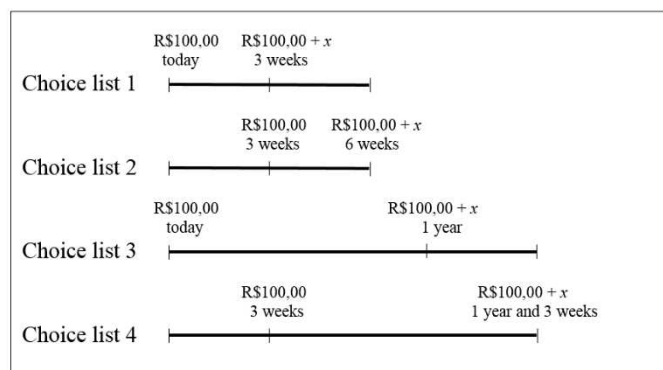 R$100,00 R$100,00 + x
today 3 weeks
Choice list 1
R$100,00 R$100,00 + x
3 weeks 6 weeks
Choice list 2
R$100,00 R$100,00 + x
today 1 year
Choice list 3
R$100,00 R$100,00 + x
3 weeks 1 year and 3 weeks
Choice list 4